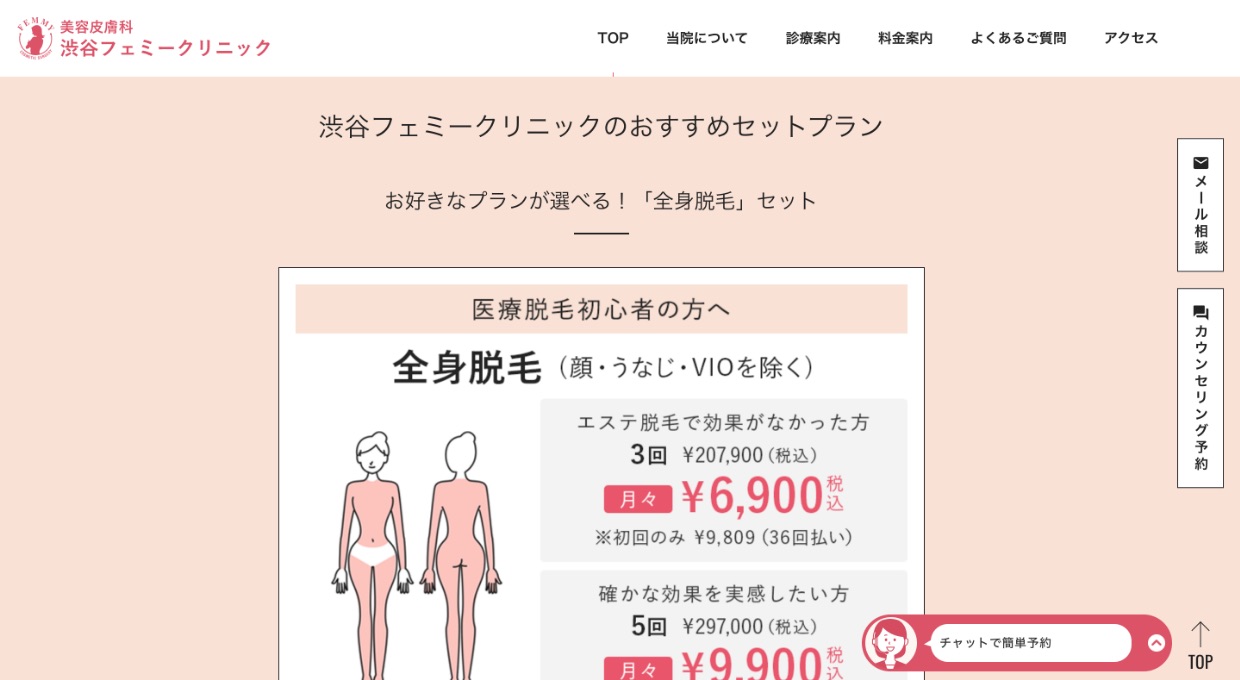 FEMMY
美容皮膚科
渋谷フェミークリニック
TOP 当院について 診療案内 料金案内 よくあるご質問 アクセス
渋谷フェミークリニックのおすすめセットプラン
お好きなプランが選べる！「全身脱毛」セット
医療脱毛初心者の方へ
全身脱毛（顔・うなじ・VIOを除く）
エステ脱毛で効果がなかった方
3回 ¥207,900（税込）
月々 ¥6,900税込
※初回のみ ¥9,809（36回払い）
確かな効果を実感したい方
5回 ¥297,000（税込）
月々 ¥9,900税込
メール相談
カウンセリング予約
チャットで簡単予約
TOP